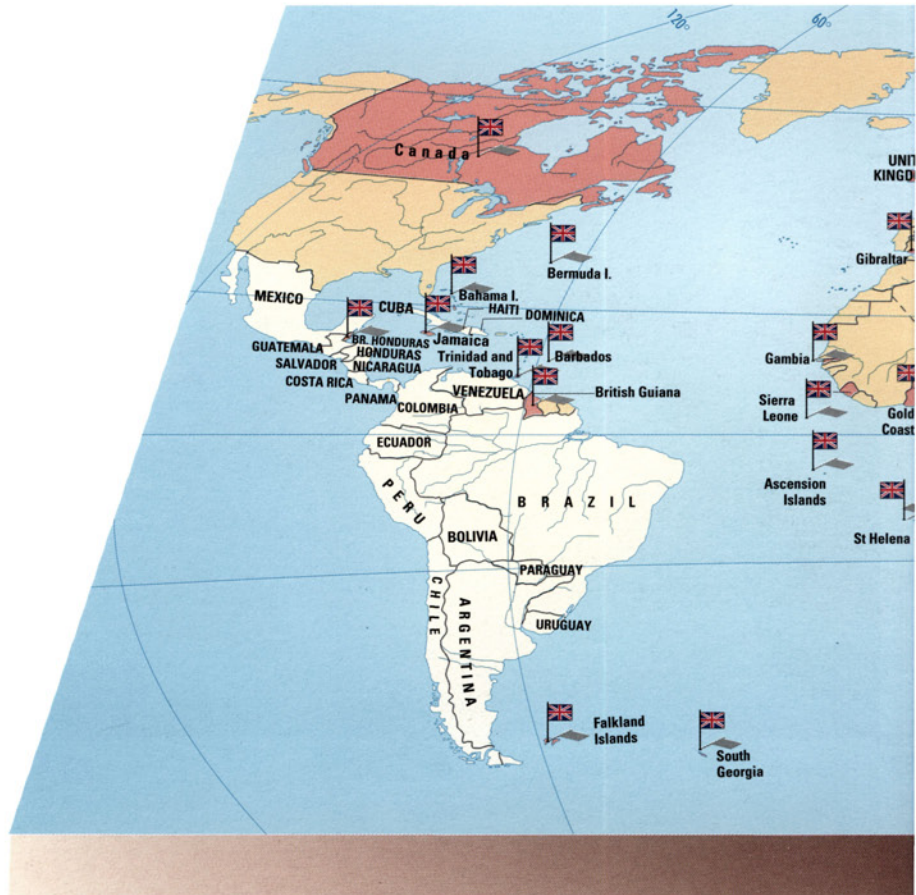 120°
60°
Canada
UNIT
KINGDO
Gibraltar
Bermuda I.
Bahama I.
MEXICO
CUBA
HAITI
DOMINICA
Jamaica
BR. HONDURAS
GUATEMALA
HONDURAS
Trinidad and
Tobago
Barbados
Gambia
SALVADOR
NICARAGUA
COSTA RICA
PANAMA
VENEZUELA
British Guiana
COLOMBIA
Sierra
Leone
Gold
Coast
ECUADOR
PERU
BRAZIL
Ascension
Islands
BOLIVIA
St Helena
PARAGUAY
CHILE
ARGENTINA
URUGUAY
Falkland
Islands
South
Georgia